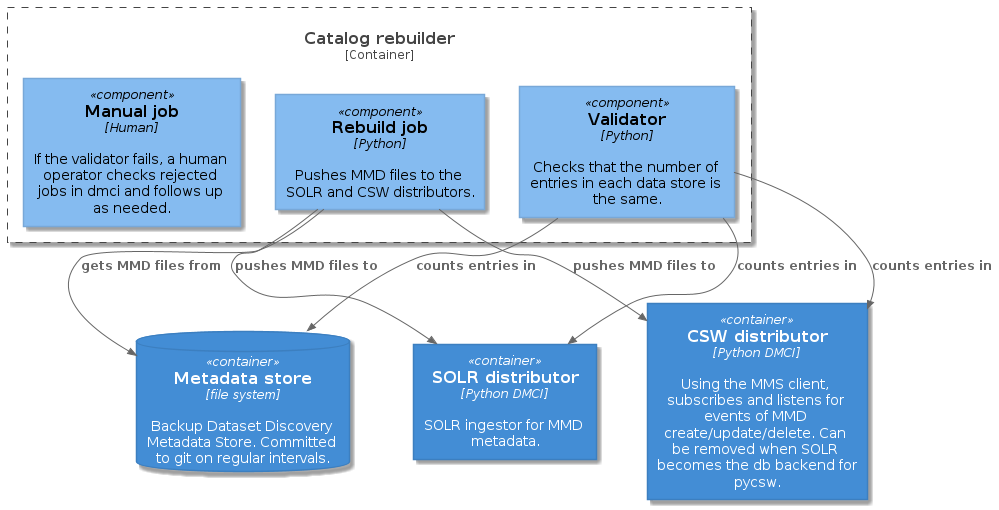 Catalog rebuilder
[Container]
«component»
Manual job
[Human]
If the validator fails, a human
operator checks rejected
jobs in dmci and follows up
as needed.
«component»
Rebuild job
[Python]
Pushes MMD files to the
SOLR and CSW distributors.
«component»
Validator
[Python]
Checks that the number of
entries in each data store is
the same.
gets MMD files from
pushes MMD files to
counts entries in
pushes MMD files to
counts entries in
counts entries in
«container»
Metadata store
[file system]
Backup Dataset Discovery
Metadata Store. Committed
to git on regular intervals.
«container»
SOLR distributor
[Python DMCI]
SOLR ingestor for MMD
metadata.
«container»
CSW distributor
[Python DMCI]
Using the MMS client,
subscribes and listens for
events of MMD
create/update/delete. Can
be removed when SOLR
becomes the db backend for
pycsw.